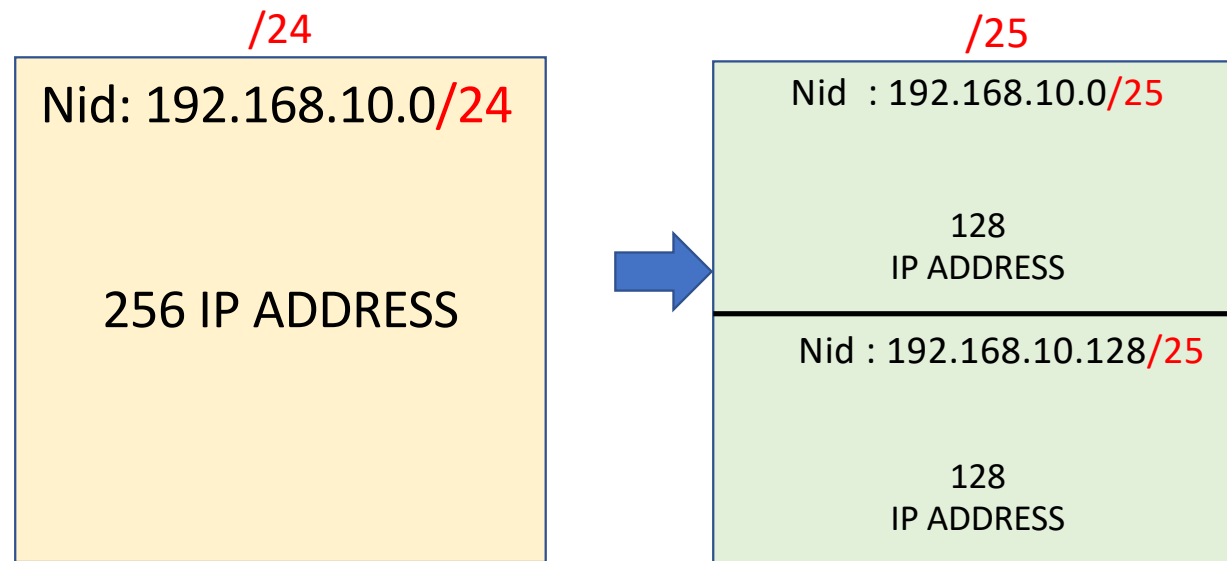 /24
Nid: 192.168.10.0/24
256 IP ADDRESS
/25
Nid : 192.168.10.0/25
128
IP ADDRESS
Nid : 192.168.10.128/25
128
IP ADDRESS